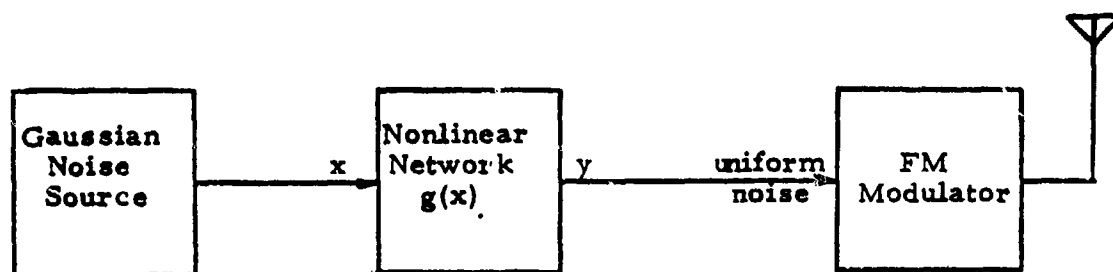 Gaussian
Noise
Source
x
Nonlinear
Network
g(x)
y
uniform
noise
FM
Modulator